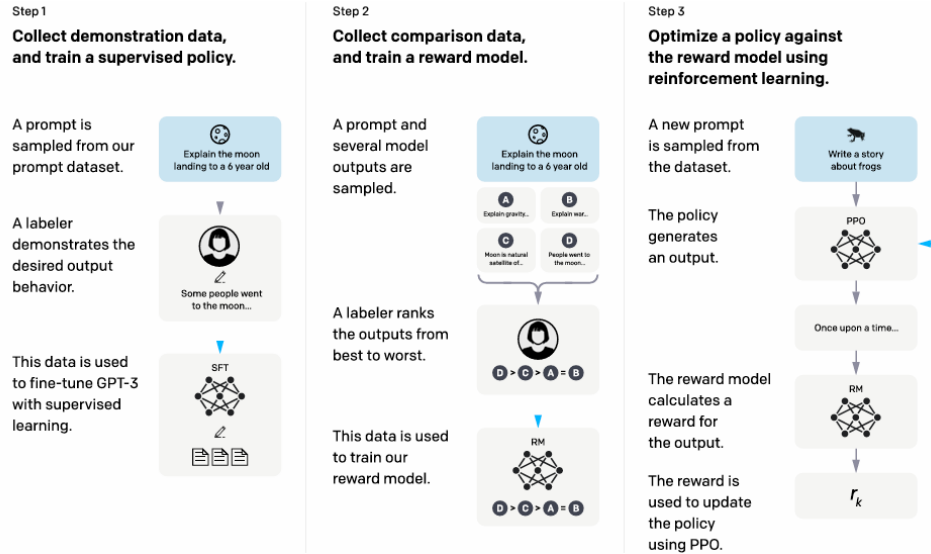 Step 1
Collect demonstration data,
and train a supervised policy.
A prompt is
sampled from our
prompt dataset.
Explain the moon
landing to a 6 year old
A labeler
demonstrates the
desired output
behavior.
Some people went
to the moon...
This data is used
to fine-tune GPT-3
with supervised
learning.
SFT
Step 2
Collect comparison data,
and train a reward model.
A prompt and
several model
outputs are
sampled.
Explain the moon
landing to a 6 year old
A
Explain gravity...
B
Explain war...
C
Moon is natural
satellite of...
D
People went to
the moon...
A labeler ranks
the outputs from
best to worst.
D > C > A = B
This data is used
to train our
reward model.
RM
D > C > A = B
Step 3
Optimize a policy against
the reward model using
reinforcement learning.
A new prompt
is sampled from
the dataset.
Write a story
about frogs
The policy
generates
an output.
PPO
Once upon a time...
The reward model
calculates a
reward for
the output.
RM
The reward is
used to update
the policy
using PPO.
rk